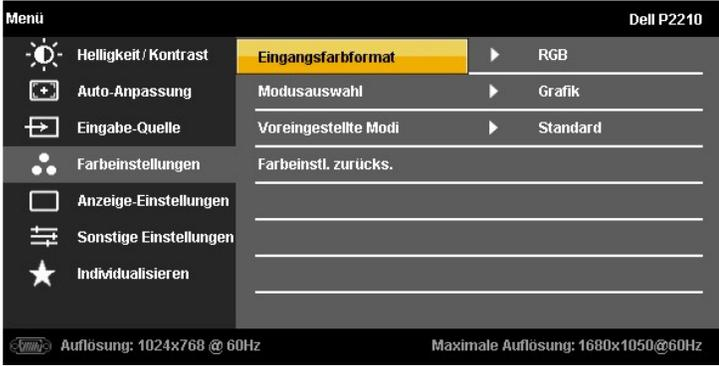 Menü Dell P2210
Helligkeit/Kontrast Eingangsfarbformat RGB
Auto-Anpassung Modusauswahl Grafik
Eingabe-Quelle Voreingestellte Modi Standard
Farbeinstellungen Farbeinstl. zurücks.
Anzeige-Einstellungen
Sonstige Einstellungen
Individualisieren
Auflösung: 1024x768 @ 60Hz Maximale Auflösung: 1680x1050@60Hz